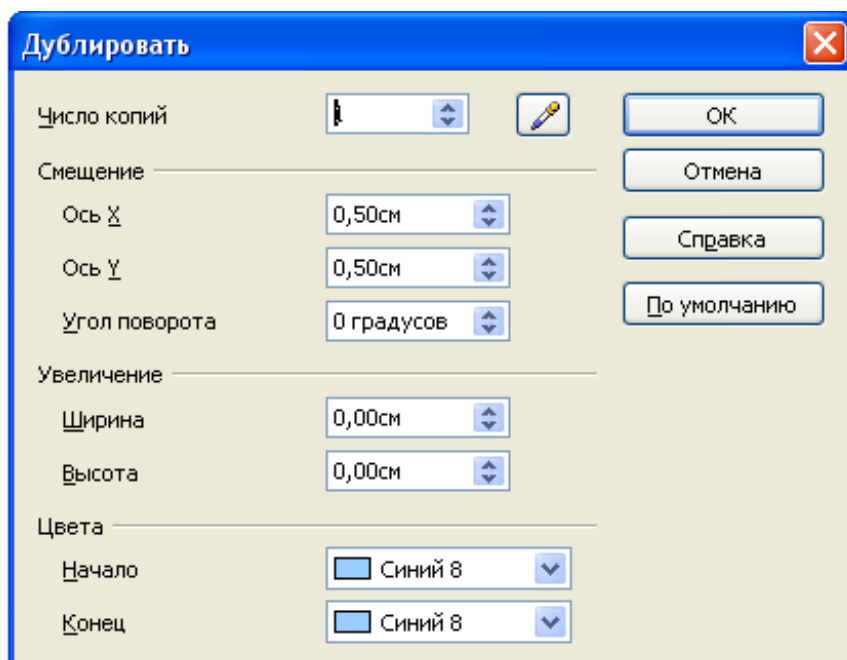 Дублировать
Число копий
ОК
Смещение
Отмена
Ось X 0,50см
Справка
Ось Y 0,50см
По умолчанию
Угол поворота 0 градусов
Увеличение
Ширина 0,00см
Высота 0,00см
Цвета
Начало Синий 8
Конец Синий 8